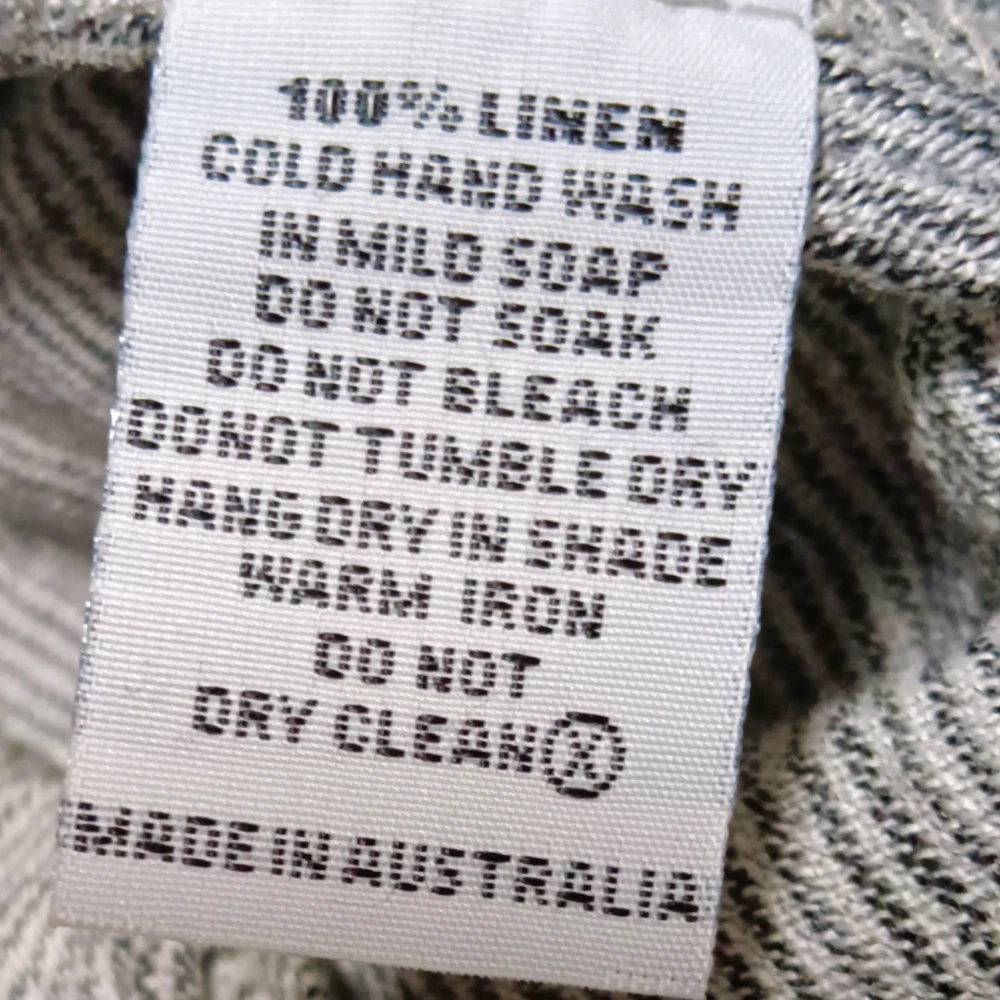 100% LINEN
COLD HAND WASH
IN MILD SOAP
DO NOT SOAK
DO NOT BLEACH
DO NOT TUMBLE DRY
HANG DRY IN SHADE
WARM IRON
DO NOT
DRY CLEAN Ⓧ
MADE IN AUSTRALIA